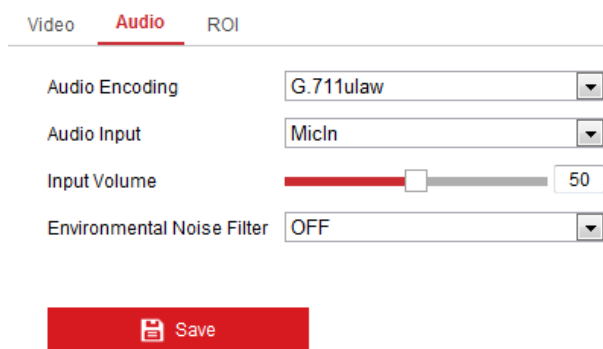 Video Audio ROI
Audio Encoding G.711ulaw
Audio Input MicIn
Input Volume 50
Environmental Noise Filter OFF
Save